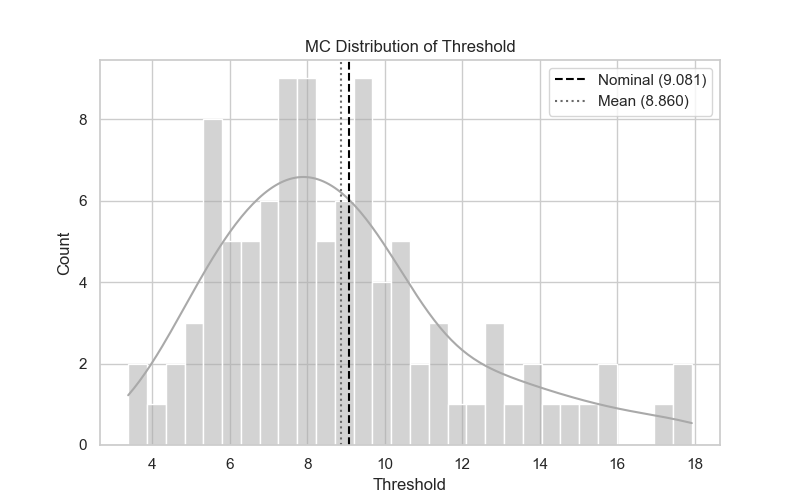 MC Distribution of Threshold
Nominal (9.081)
Mean (8.860)
Count
8
6
4
2
0
4 6 8 10 12 14 16 18
Threshold